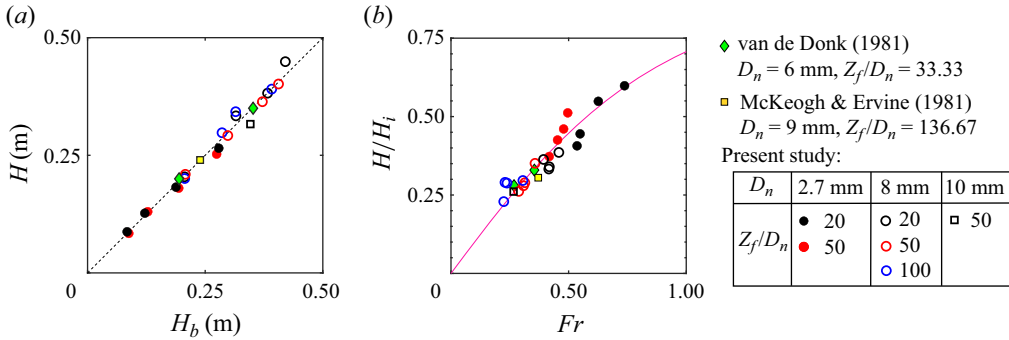 (a)
0.50
0.25
0
0.25
0.50
H (m)
H_b (m)
(b)
0.75
0.50
0.25
0
0.50
1.00
H/H_i
Fr
van de Donk (1981)
D_n = 6 mm, Z_f/D_n = 33.33
McKeogh & Ervine (1981)
D_n = 9 mm, Z_f/D_n = 136.67
Present study:
D_n 2.7 mm 8 mm 10 mm
Z_f/D_n 20 20 50
50 50
100